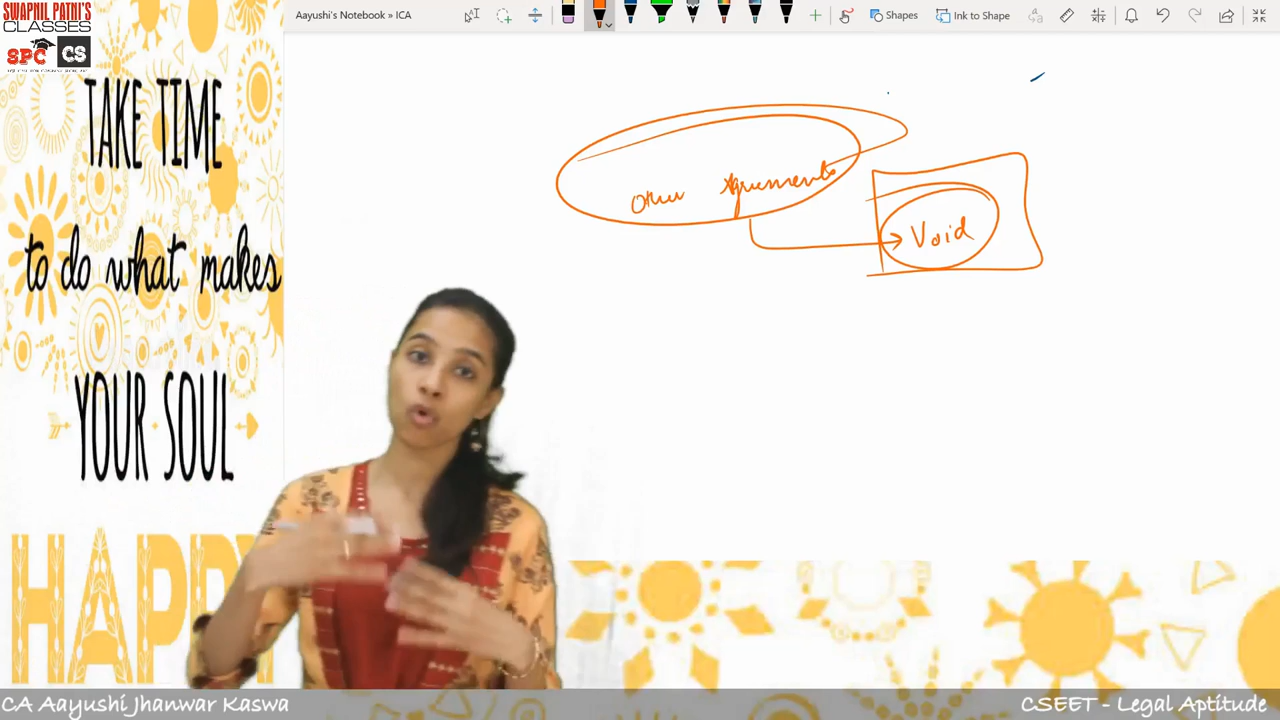 SWAPNIL PATNI'S
CLASSES
SPC CS
Aayushi's Notebook » ICA
Shapes
Ink to Shape
TAKE TIME
to do what makes
YOUR SOUL
HAPPY
Other Agreements
Void
CA Aayushi Jhanwar Kaswa
CSEET - Legal Aptitude